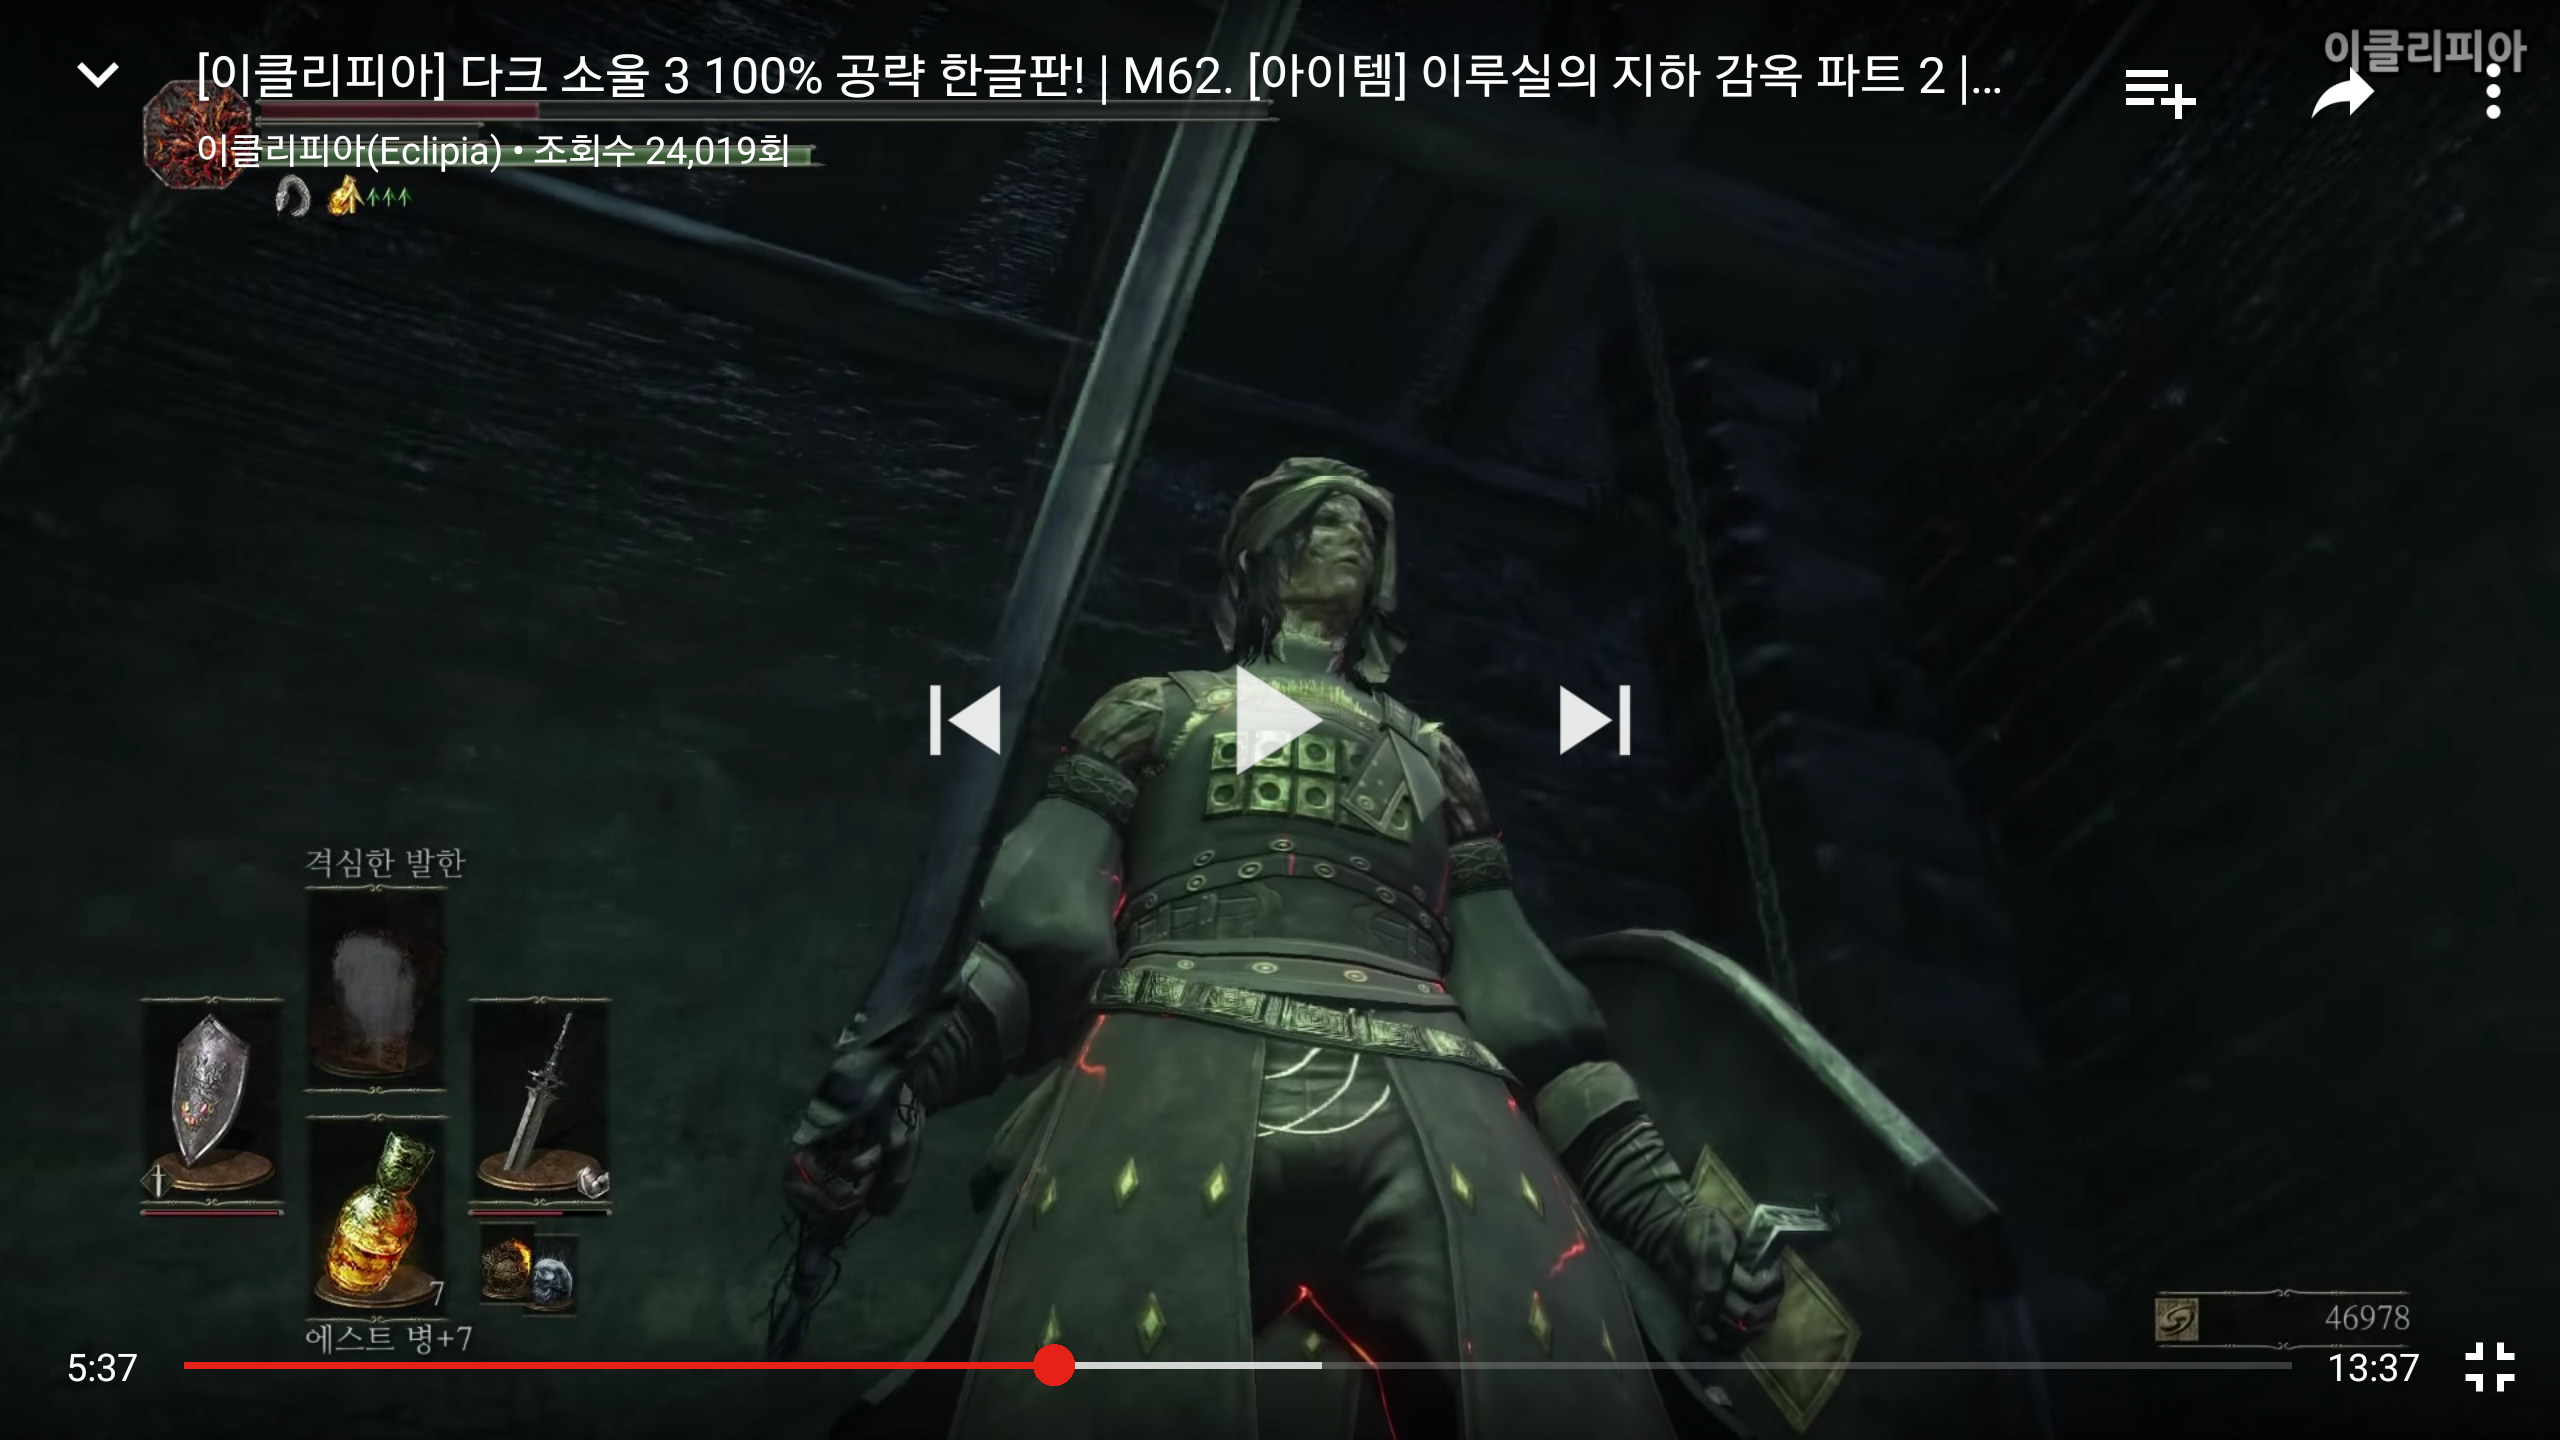 이클리피아
[이클리피아] 다크 소울 3 100% 공략 한글판! | M62. [아이템] 이루실의 지하 감옥 파트 2 |...
이클리피아(Eclipia) • 조회수 24,019회
격심한 발한
7
에스트 병+7
46978
5:37
13:37